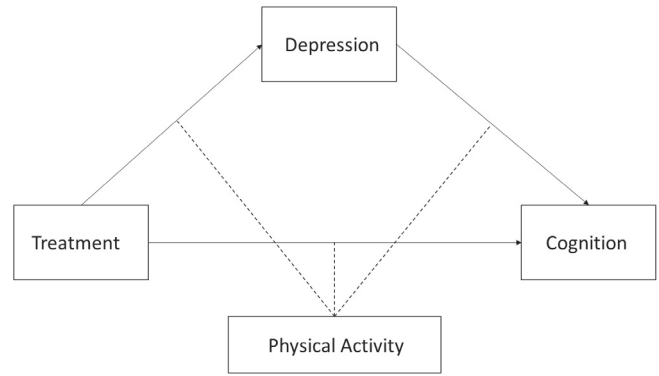 Depression
Treatment
Cognition
Physical Activity